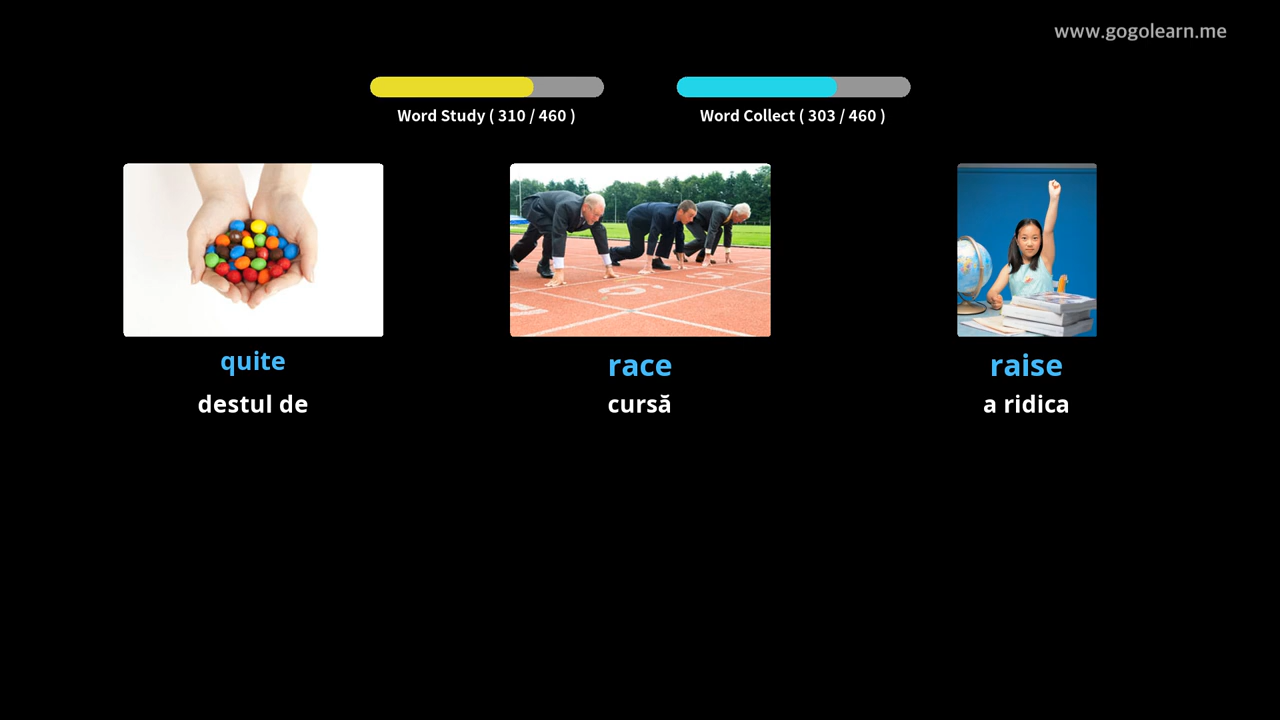 www.gogolearn.me
Word Study ( 310 / 460 )
Word Collect ( 303 / 460 )
quite
race
raise
destul de
cursă
a ridica